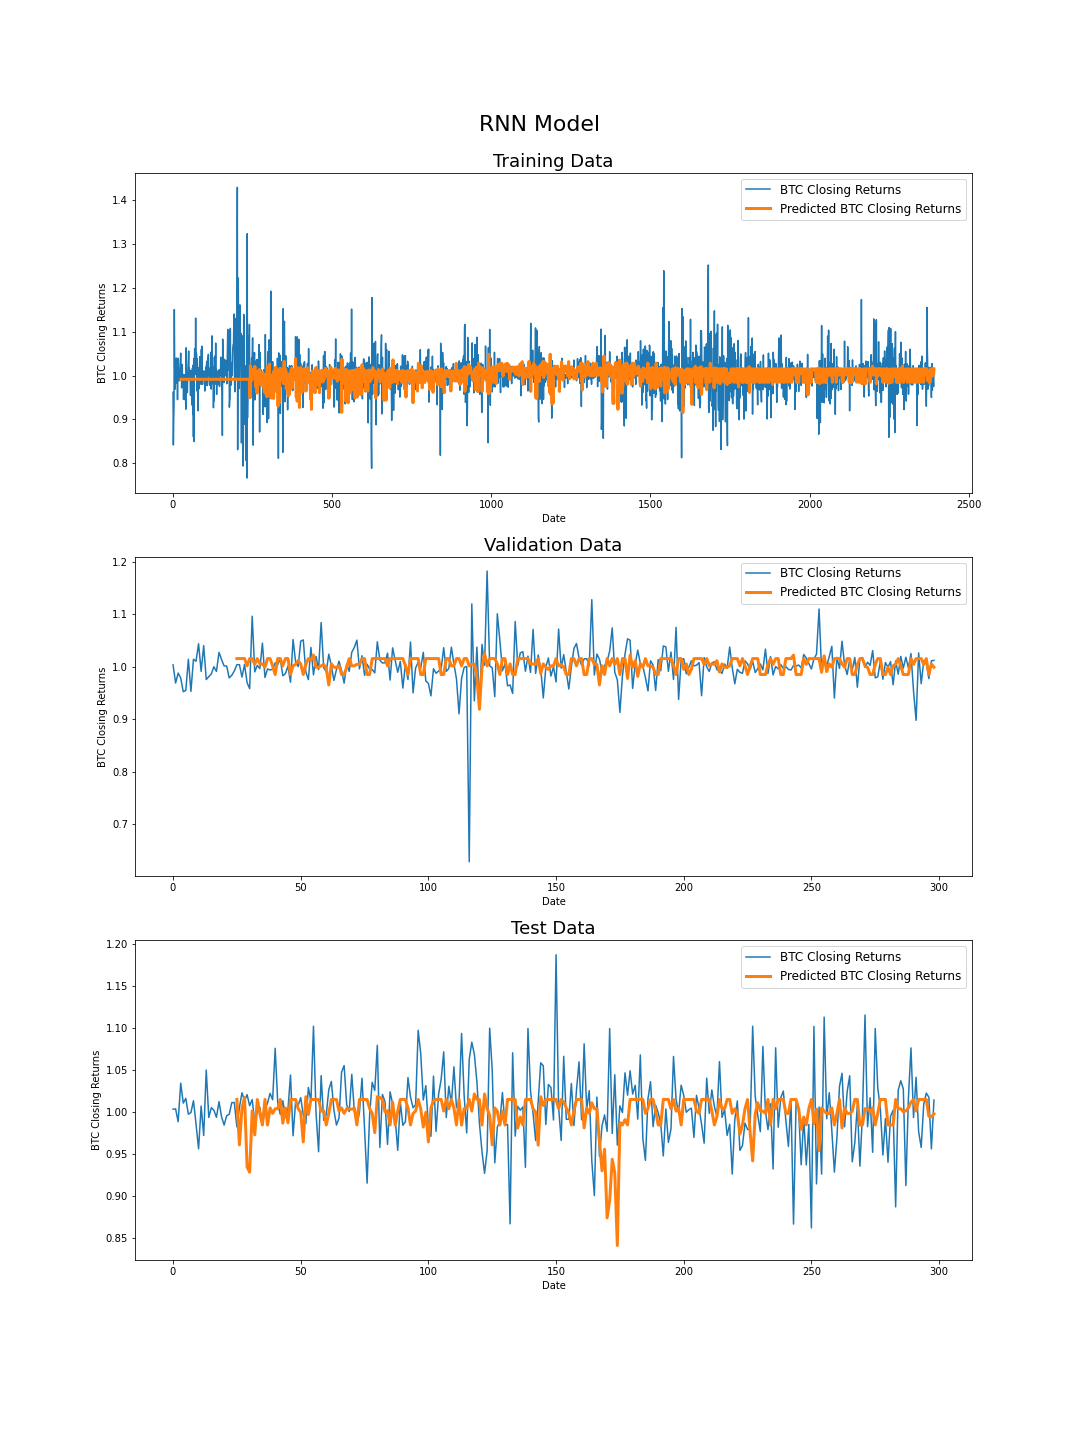 RNN Model
Training Data
BTC Closing Returns
Predicted BTC Closing Returns
1.4
1.3
1.2
1.1
1.0
0.9
0.8
BTC Closing Returns
0 500 1000 1500 2000 2500
Date
Validation Data
BTC Closing Returns
Predicted BTC Closing Returns
1.2
1.1
1.0
0.9
0.8
0.7
BTC Closing Returns
0 50 100 150 200 250 300
Date
Test Data
BTC Closing Returns
Predicted BTC Closing Returns
1.20
1.15
1.10
1.05
1.00
0.95
0.90
0.85
BTC Closing Returns
0 50 100 150 200 250 300
Date